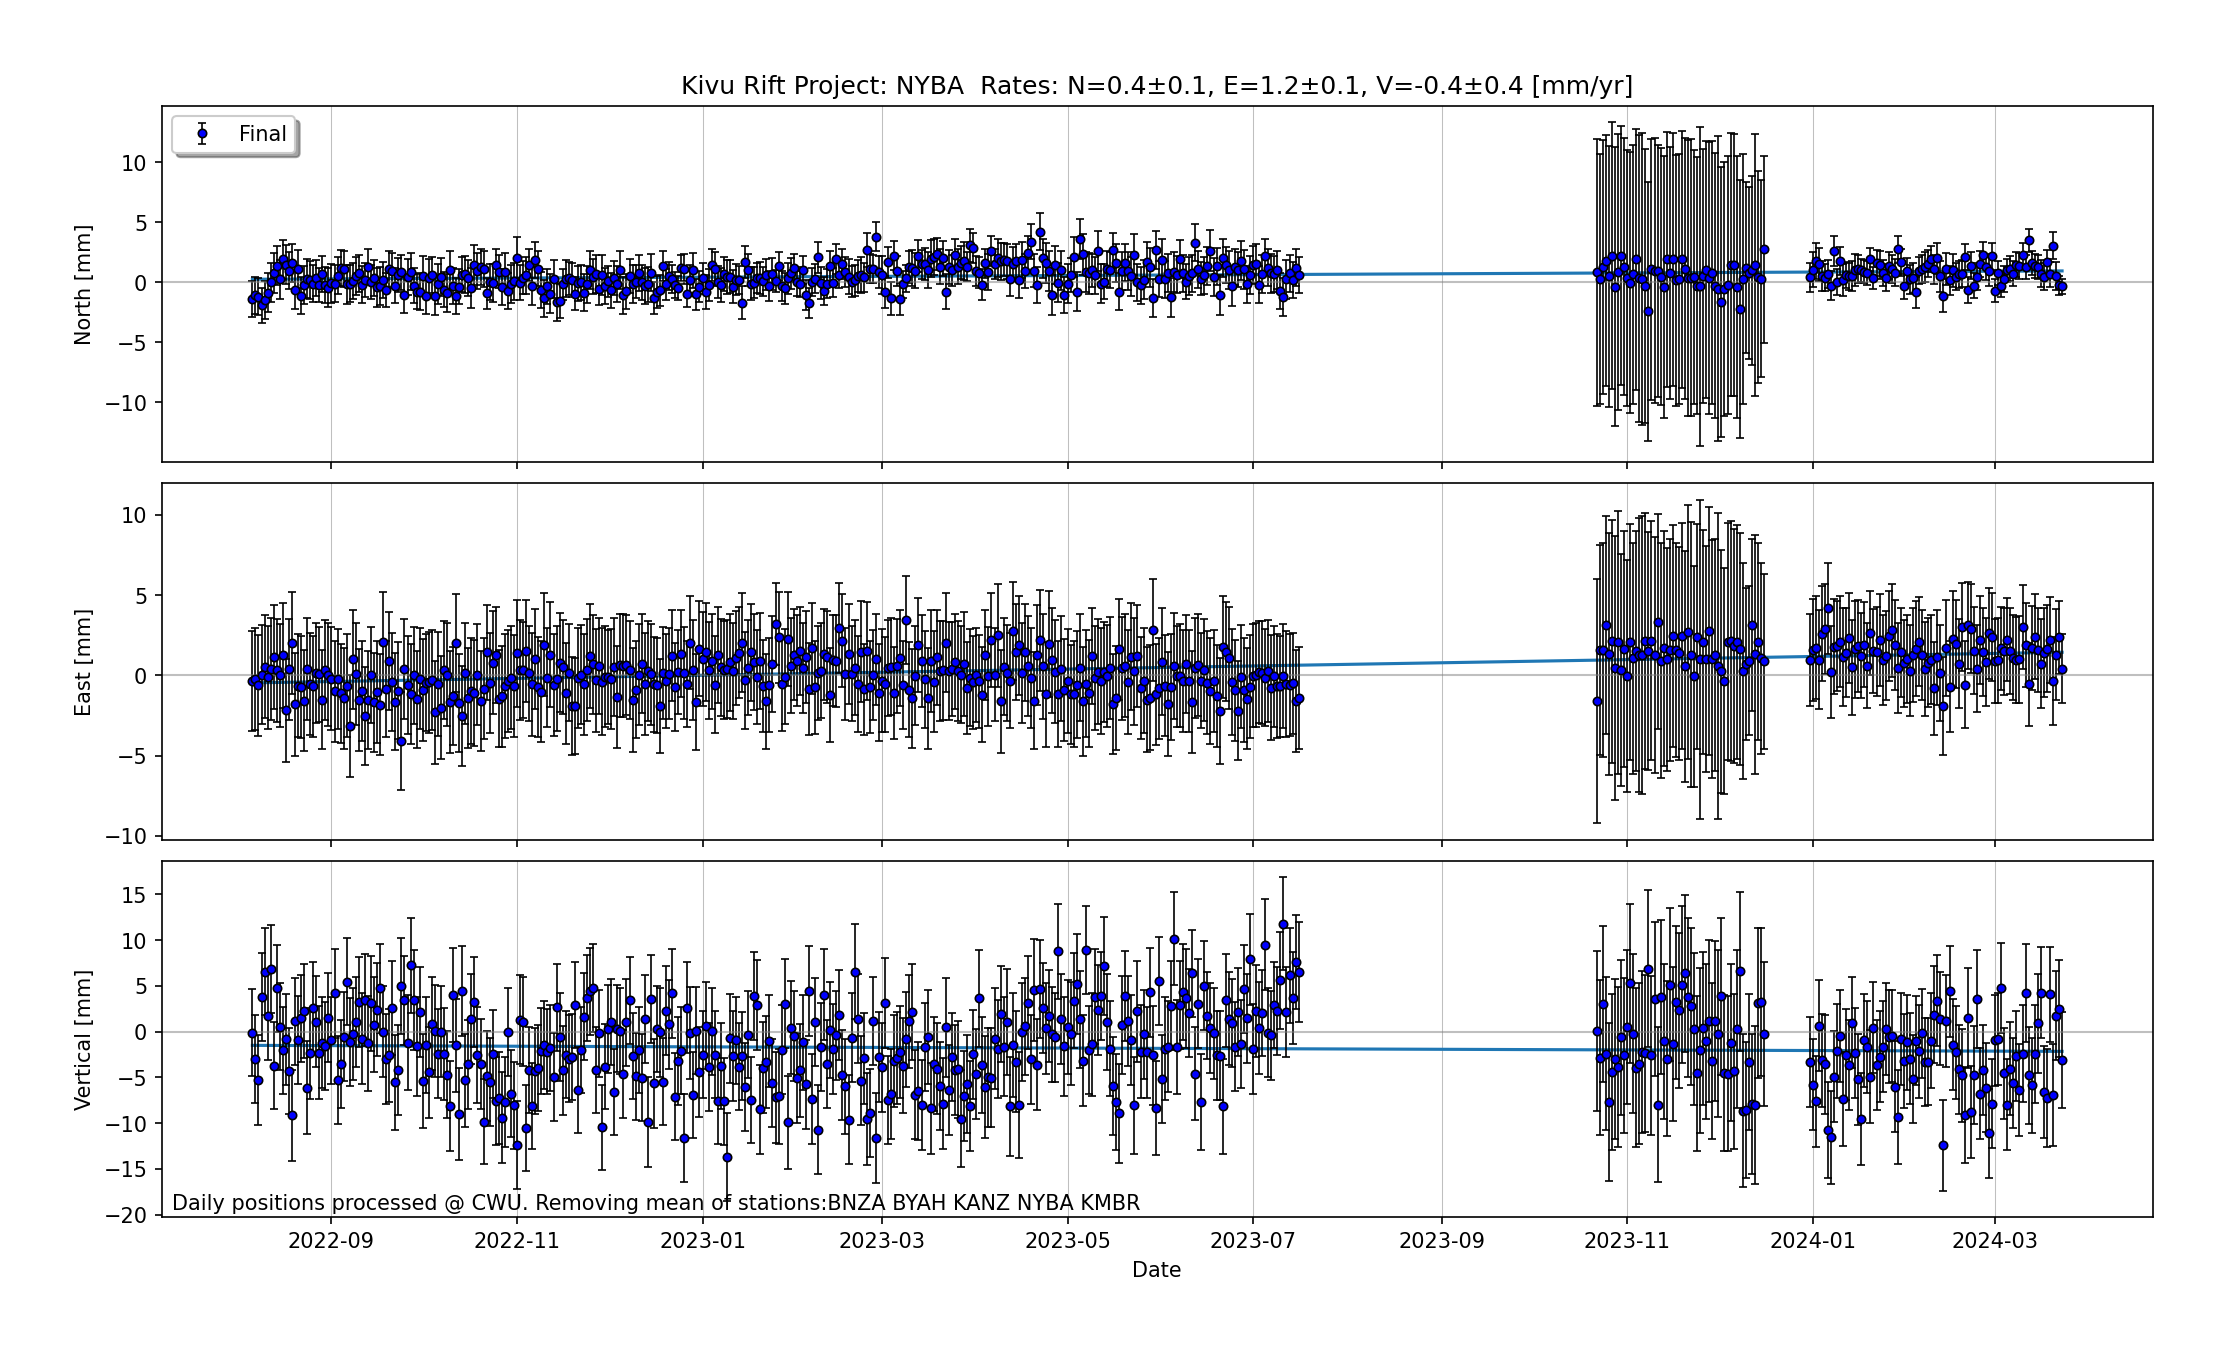 Kivu Rift Project: NYBA  Rates: N=0.4±0.1, E=1.2±0.1, V=-0.4±0.4 [mm/yr]
Final
10
5
0
−5
−10
North [mm]
10
5
0
−5
−10
East [mm]
15
10
5
0
−5
−10
−15
−20
Vertical [mm]
Daily positions processed @ CWU. Removing mean of stations:BNZA BYAH KANZ NYBA KMBR
2022-09 2022-11 2023-01 2023-03 2023-05 2023-07 2023-09 2023-11 2024-01 2024-03
Date